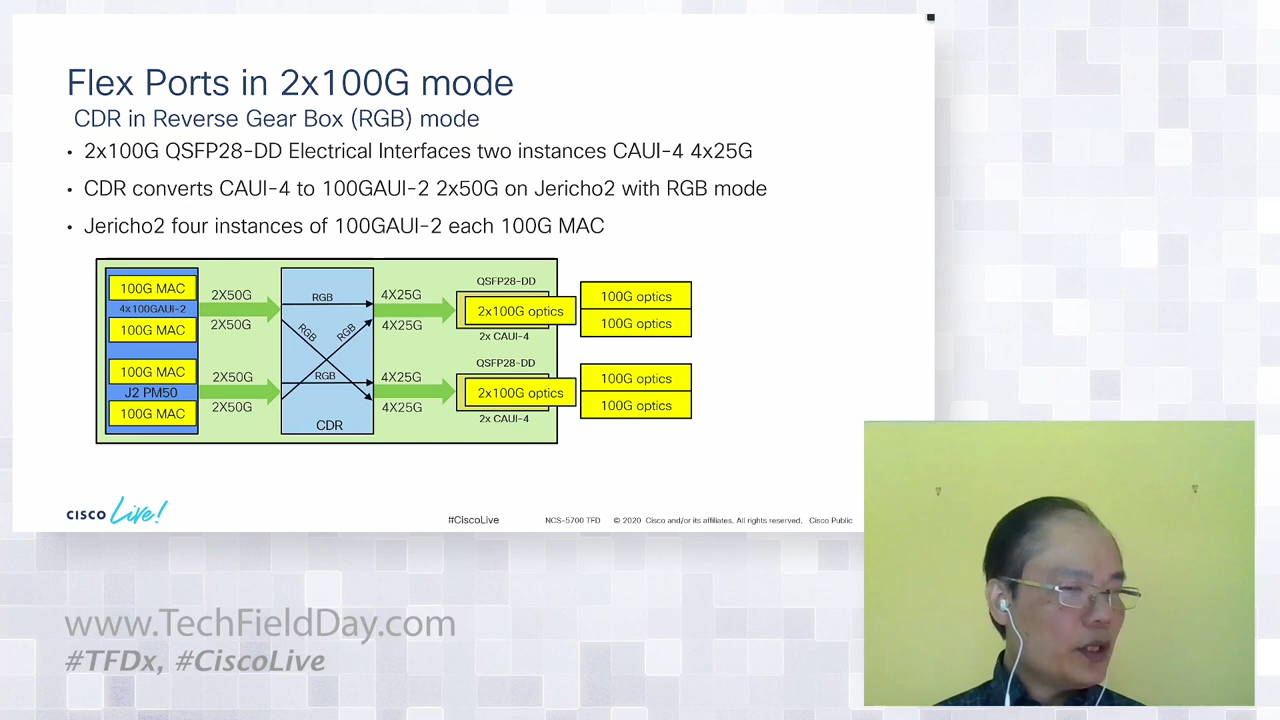 Flex Ports in 2x100G mode
CDR in Reverse Gear Box (RGB) mode
• 2x100G QSFP28-DD Electrical Interfaces two instances CAUI-4 4x25G
• CDR converts CAUI-4 to 100GAUI-2 2x50G on Jericho2 with RGB mode
• Jericho2 four instances of 100GAUI-2 each 100G MAC
100G MAC
4x100GAUI-2
100G MAC
100G MAC
J2 PM50
100G MAC
2X50G
2X50G
2X50G
2X50G
RGB
RGB
RGB
RGB
CDR
4X25G
4X25G
4X25G
4X25G
QSFP28-DD
2x100G optics
2x CAUI-4
QSFP28-DD
2x100G optics
2x CAUI-4
100G optics
100G optics
100G optics
100G optics
CISCO Live!
#CiscoLive
NCS-5700 TFD © 2020 Cisco and/or its affiliates. All rights reserved. Cisco Public
www.TechFieldDay.com
#TFDx, #CiscoLive